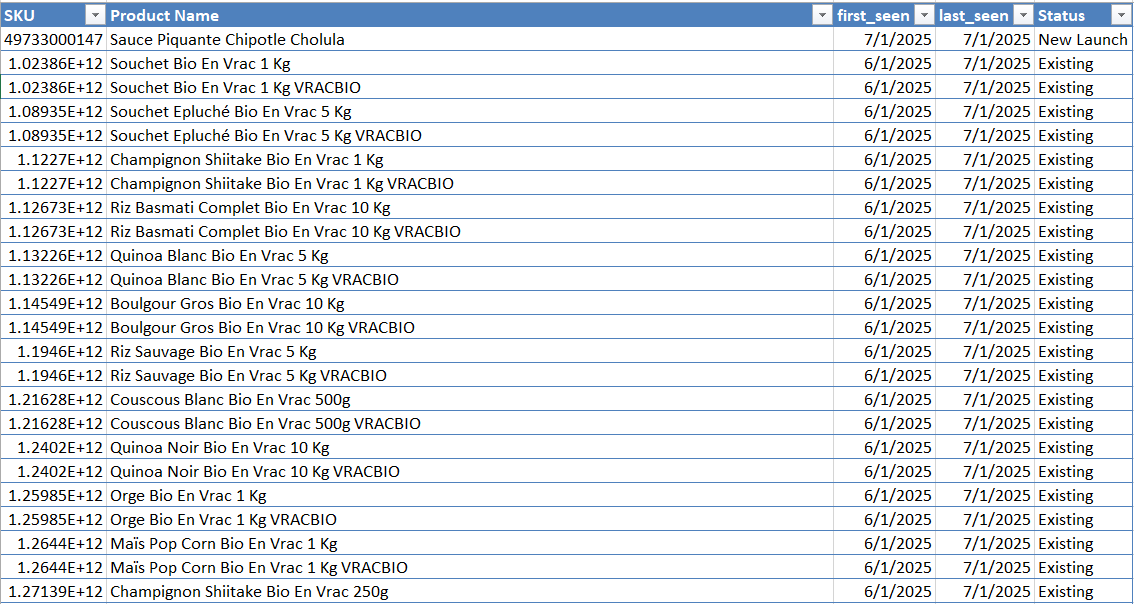 SKU Product Name first_seen last_seen Status
49733000147 Sauce Piquante Chipotle Cholula 7/1/2025 7/1/2025 New Launch
1.02386E+12 Souchet Bio En Vrac 1 Kg 6/1/2025 7/1/2025 Existing
1.02386E+12 Souchet Bio En Vrac 1 Kg VRACBIO 6/1/2025 7/1/2025 Existing
1.08935E+12 Souchet Epluché Bio En Vrac 5 Kg 6/1/2025 7/1/2025 Existing
1.08935E+12 Souchet Epluché Bio En Vrac 5 Kg VRACBIO 6/1/2025 7/1/2025 Existing
1.1227E+12 Champignon Shiitake Bio En Vrac 1 Kg 6/1/2025 7/1/2025 Existing
1.1227E+12 Champignon Shiitake Bio En Vrac 1 Kg VRACBIO 6/1/2025 7/1/2025 Existing
1.12673E+12 Riz Basmati Complet Bio En Vrac 10 Kg 6/1/2025 7/1/2025 Existing
1.12673E+12 Riz Basmati Complet Bio En Vrac 10 Kg VRACBIO 6/1/2025 7/1/2025 Existing
1.13226E+12 Quinoa Blanc Bio En Vrac 5 Kg 6/1/2025 7/1/2025 Existing
1.13226E+12 Quinoa Blanc Bio En Vrac 5 Kg VRACBIO 6/1/2025 7/1/2025 Existing
1.14549E+12 Boulgour Gros Bio En Vrac 10 Kg 6/1/2025 7/1/2025 Existing
1.14549E+12 Boulgour Gros Bio En Vrac 10 Kg VRACBIO 6/1/2025 7/1/2025 Existing
1.1946E+12 Riz Sauvage Bio En Vrac 5 Kg 6/1/2025 7/1/2025 Existing
1.1946E+12 Riz Sauvage Bio En Vrac 5 Kg VRACBIO 6/1/2025 7/1/2025 Existing
1.21628E+12 Couscous Blanc Bio En Vrac 500g 6/1/2025 7/1/2025 Existing
1.21628E+12 Couscous Blanc Bio En Vrac 500g VRACBIO 6/1/2025 7/1/2025 Existing
1.2402E+12 Quinoa Noir Bio En Vrac 10 Kg 6/1/2025 7/1/2025 Existing
1.2402E+12 Quinoa Noir Bio En Vrac 10 Kg VRACBIO 6/1/2025 7/1/2025 Existing
1.25985E+12 Orge Bio En Vrac 1 Kg 6/1/2025 7/1/2025 Existing
1.25985E+12 Orge Bio En Vrac 1 Kg VRACBIO 6/1/2025 7/1/2025 Existing
1.2644E+12 Maïs Pop Corn Bio En Vrac 1 Kg 6/1/2025 7/1/2025 Existing
1.2644E+12 Maïs Pop Corn Bio En Vrac 1 Kg VRACBIO 6/1/2025 7/1/2025 Existing
1.27139E+12 Champignon Shiitake Bio En Vrac 250g 6/1/2025 7/1/2025 Existing